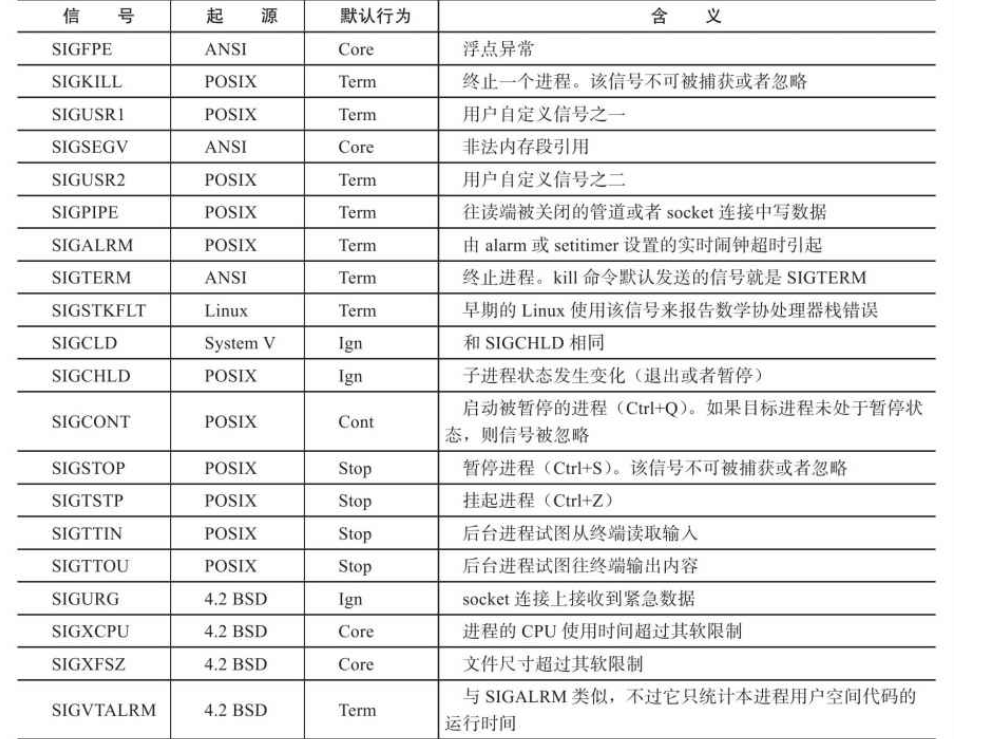 信 号 起 源 默认行为 含 义
SIGFPE ANSI Core 浮点异常
SIGKILL POSIX Term 终止一个进程。该信号不可被捕获或者忽略
SIGUSR1 POSIX Term 用户自定义信号之一
SIGSEGV ANSI Core 非法内存段引用
SIGUSR2 POSIX Term 用户自定义信号之二
SIGPIPE POSIX Term 往读端被关闭的管道或者 socket 连接中写数据
SIGALRM POSIX Term 由 alarm 或 setitimer 设置的实时闹钟超时引起
SIGTERM ANSI Term 终止进程。kill 命令默认发送的信号就是 SIGTERM
SIGSTKFLT Linux Term 早期的 Linux 使用该信号来报告数学协处理器栈错误
SIGCLD System V Ign 和 SIGCHLD 相同
SIGCHLD POSIX Ign 子进程状态发生变化（退出或者暂停）
SIGCONT POSIX Cont 启动被暂停的进程（Ctrl+Q）。如果目标进程未处于暂停状
态，则信号被忽略
SIGSTOP POSIX Stop 暂停进程（Ctrl+S）。该信号不可被捕获或者忽略
SIGTSTP POSIX Stop 挂起进程（Ctrl+Z）
SIGTTIN POSIX Stop 后台进程试图从终端读取输入
SIGTTOU POSIX Stop 后台进程试图往终端输出内容
SIGURG 4.2 BSD Ign socket 连接上接收到紧急数据
SIGXCPU 4.2 BSD Core 进程的 CPU 使用时间超过其软限制
SIGXFSZ 4.2 BSD Core 文件尺寸超过其软限制
SIGVTALRM 4.2 BSD Term 与 SIGALRM 类似，不过它只统计本进程用户空间代码的
运行时间